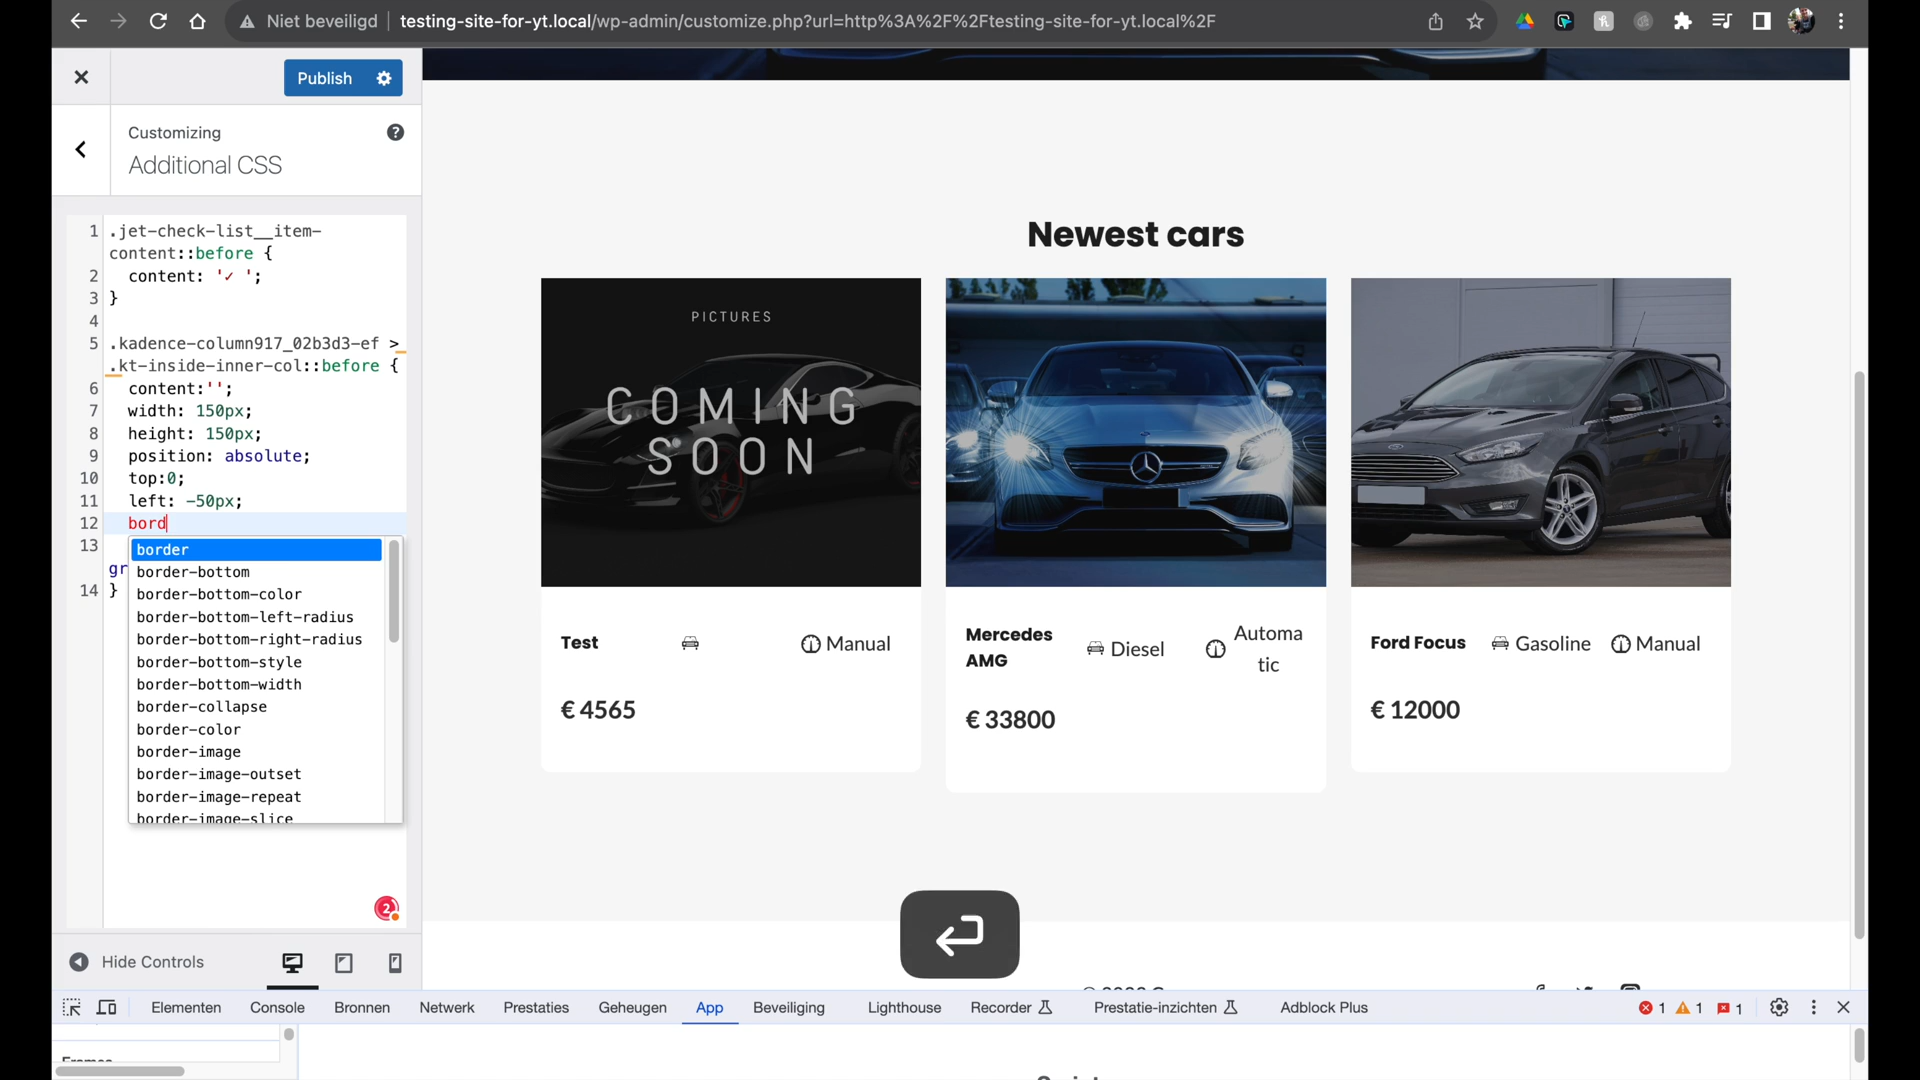 Niet beveiligd
testing-site-for-yt.local/wp-admin/customize.php?url=http%3A%2F%2Ftesting-site-for-yt.local%2F
Publish
Customizing
Additional CSS
1 .jet-check-list__item-
content::before {
2 content: '✓ ';
3 }
4
5 .kadence-column917_02b3d3-ef >
.kt-inside-inner-col::before {
6 content:'';
7 width: 150px;
8 height: 150px;
9 position: absolute;
10 top:0;
11 left: -50px;
12 bord
13
gr
14 }
border
border-bottom
border-bottom-color
border-bottom-left-radius
border-bottom-right-radius
border-bottom-style
border-bottom-width
border-collapse
border-color
border-image
border-image-outset
border-image-repeat
border-image-slice
2
Hide Controls
Newest cars
PICTURES
COMING
SOON
Test
Manual
€ 4565
Mercedes
AMG
Diesel
Automa
tic
€ 33800
Ford Focus
Gasoline
Manual
€ 12000
Elementen
Console
Bronnen
Netwerk
Prestaties
Geheugen
App
Beveiliging
Lighthouse
Recorder
Prestatie-inzichten
Adblock Plus
1
1
1
Frames